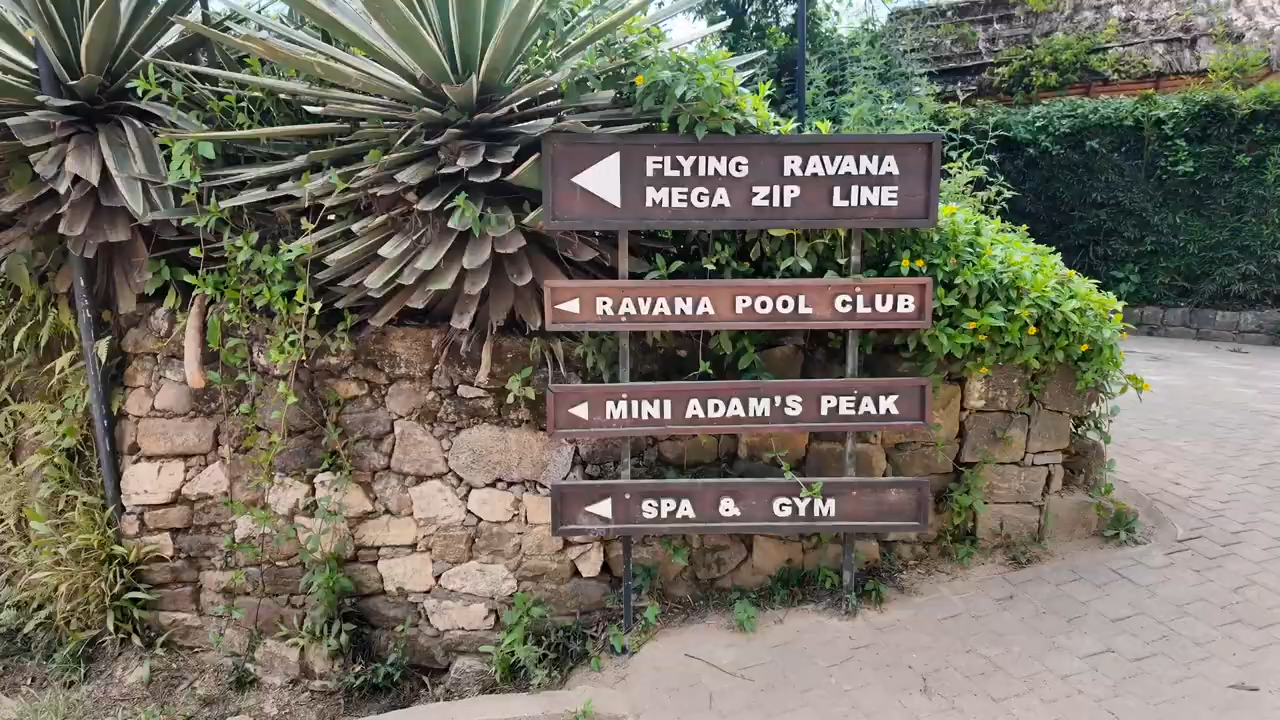 FLYING RAVANA
MEGA ZIP LINE
RAVANA POOL CLUB
MINI ADAM'S PEAK
SPA & GYM